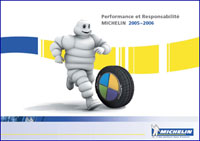 Performance et Responsabilité
MICHELIN 2005-2006
MICHELIN